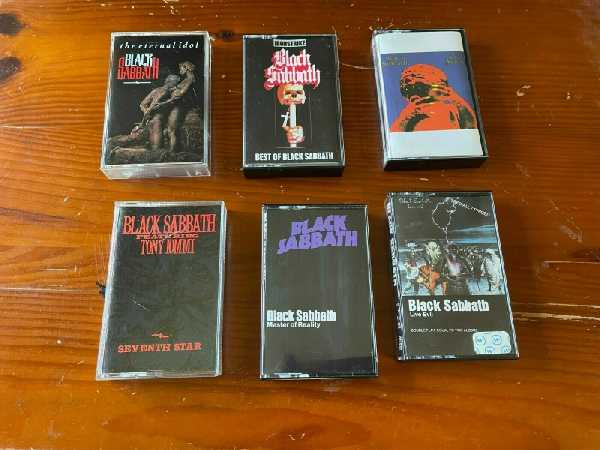 the eternal idol
BLACK
SABBATH
Black
Sabbath
BEST OF BLACK SABBATH
BLACK SABBATH
FEATURING
TONY IOMMI
SEVENTH STAR
BLACK
SABBATH
Black Sabbath
Master of Reality
Black Sabbath
Live Evil